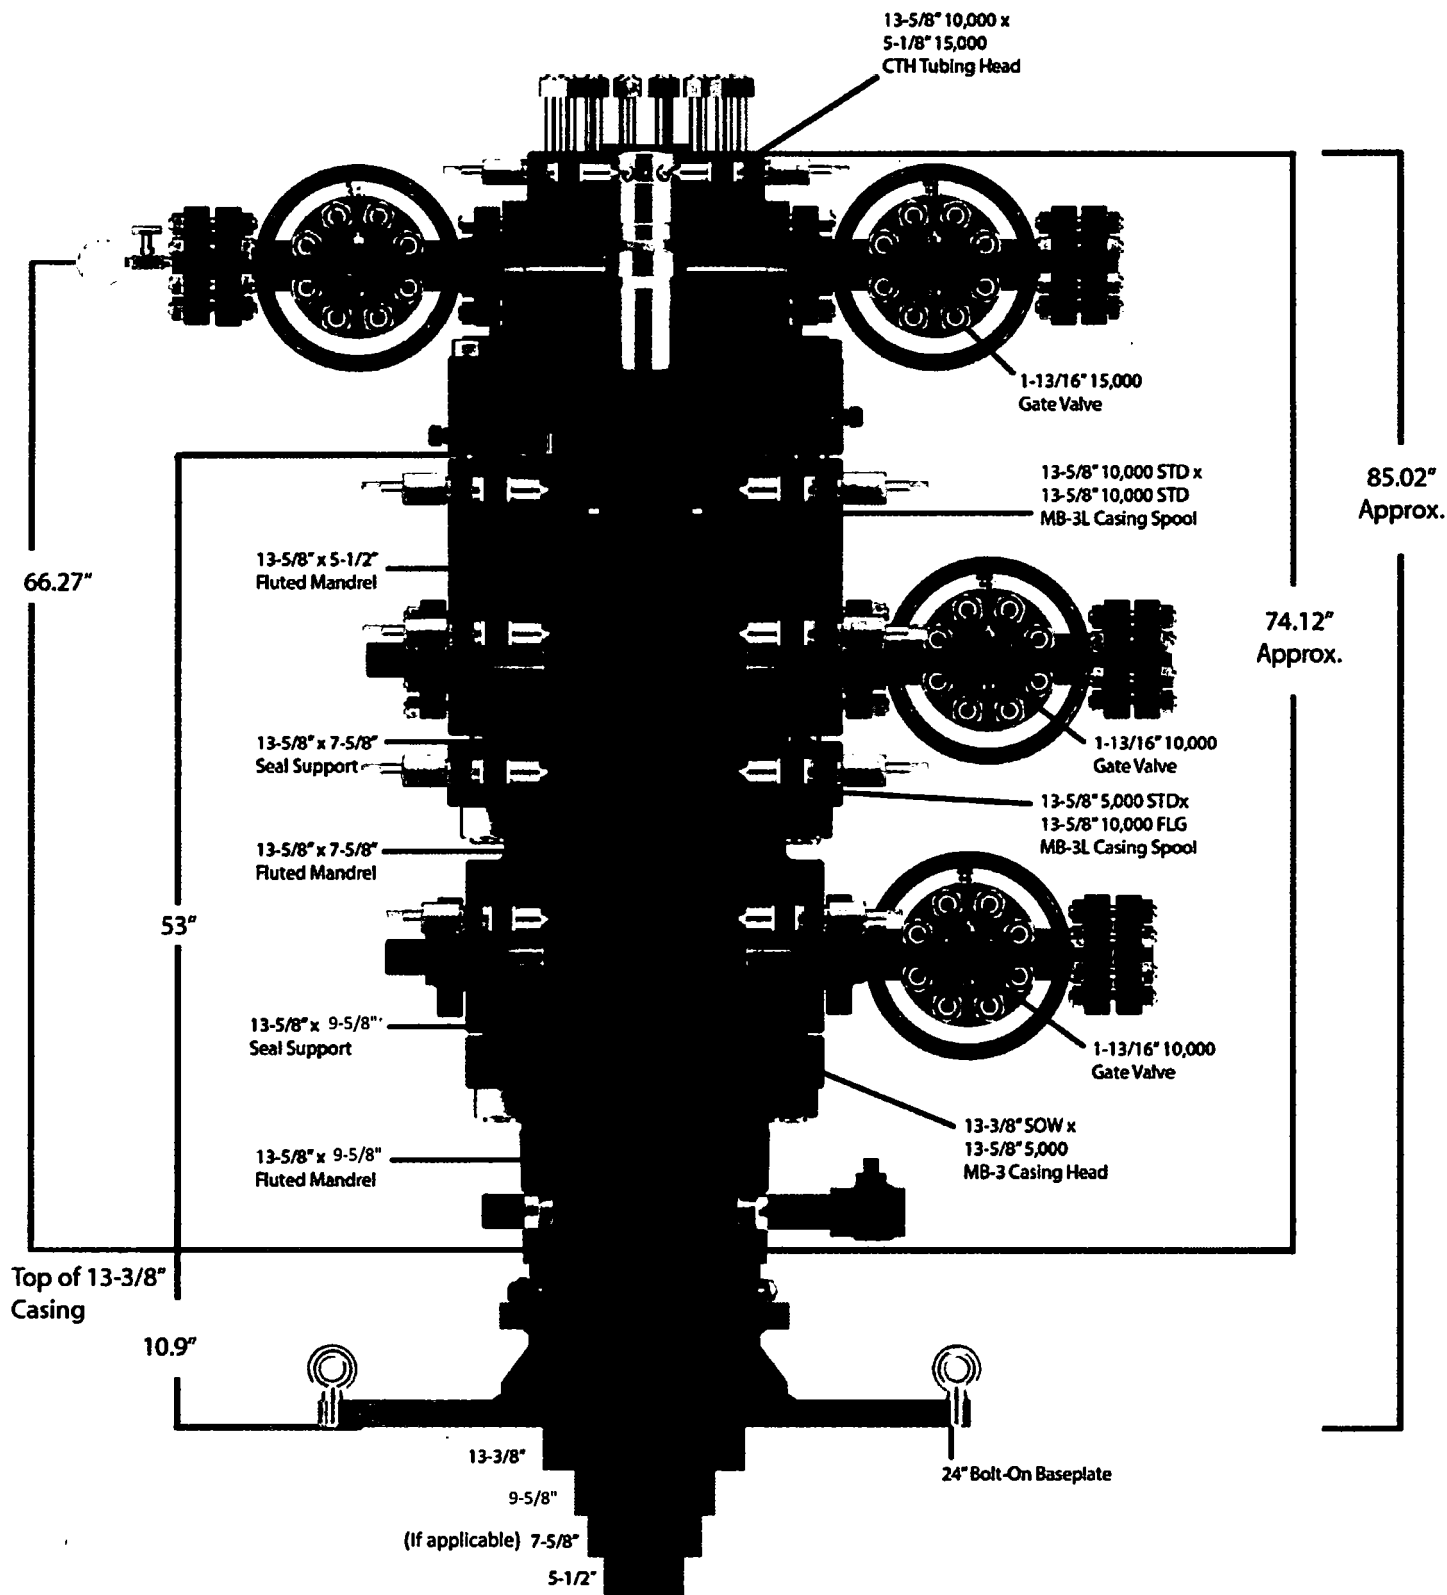 13-5/8" 10,000 x
5-1/8" 15,000
CTH Tubing Head
1-13/16" 15,000
Gate Valve
13-5/8" 10,000 STD x
13-5/8" 10,000 STD
MB-3L Casing Spool
85.02"
Approx.
13-5/8" x 5-1/2"
Fluted Mandrel
66.27"
74.12"
Approx.
13-5/8" x 7-5/8"
Seal Support
1-13/16" 10,000
Gate Valve
13-5/8" 5,000 STDx
13-5/8" 10,000 FLG
MB-3L Casing Spool
13-5/8" x 7-5/8"
Fluted Mandrel
53"
13-5/8" x 9-5/8"
Seal Support
1-13/16" 10,000
Gate Valve
13-3/8" SOW x
13-5/8" 5,000
MB-3 Casing Head
13-5/8" x 9-5/8"
Fluted Mandrel
Top of 13-3/8"
Casing
10.9"
13-3/8"
24" Bolt-On Baseplate
9-5/8"
(If applicable) 7-5/8"
5-1/2"